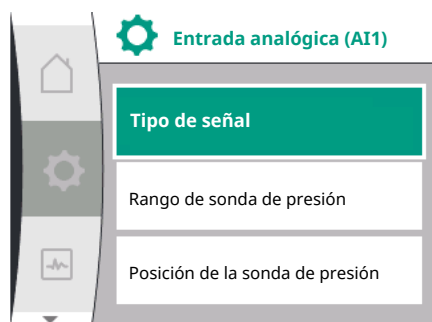 Entrada analógica (AI1)
Tipo de señal
Rango de sonda de presión
Posición de la sonda de presión